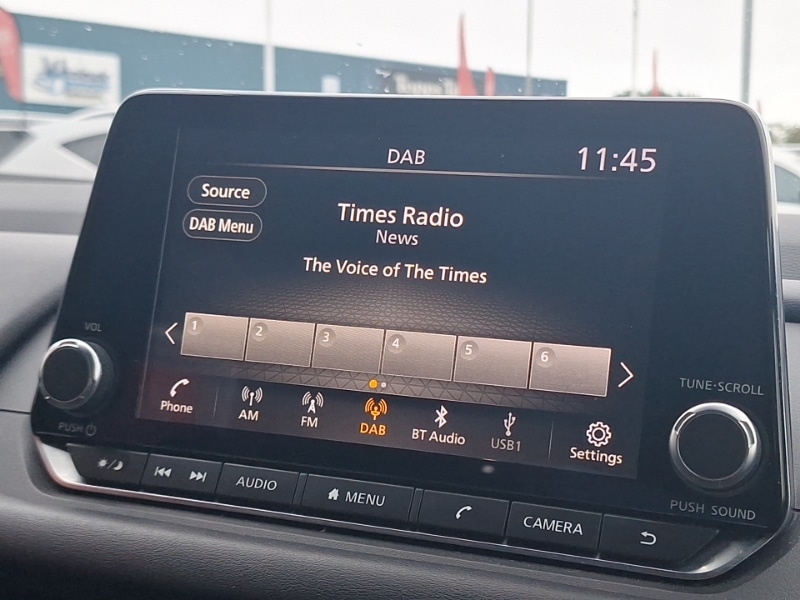 DAB
11:45
Source
DAB Menu
Times Radio
News
The Voice of The Times
1 2 3 4 5 6
Phone AM FM DAB BT Audio USB1 Settings
VOL
PUSH
TUNE·SCROLL
PUSH SOUND
AUDIO MENU CAMERA